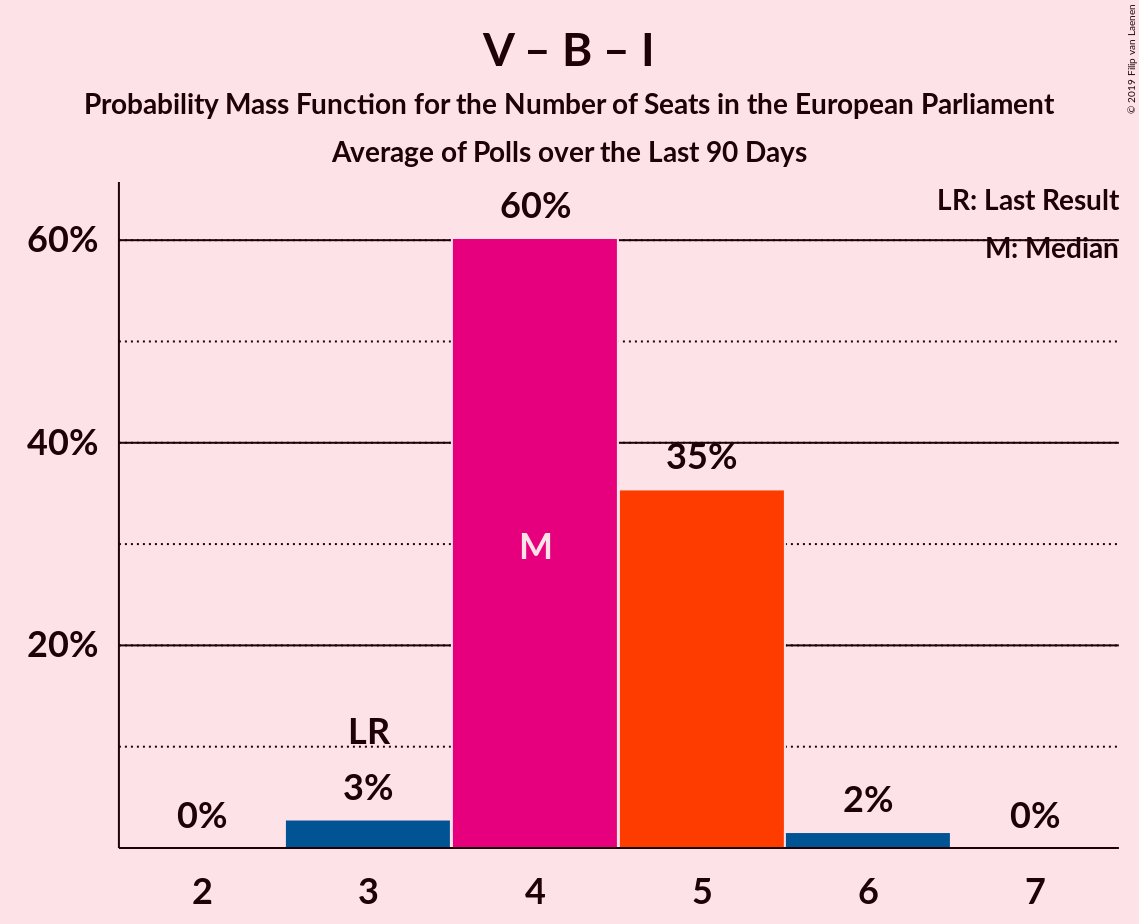 V – B – I
Probability Mass Function for the Number of Seats in the European Parliament
Average of Polls over the Last 90 Days
© 2019 Filip van Laenen
LR: Last Result
M: Median
60%
40%
20%
0%
LR
3%
60%
M
35%
2%
0%
2
3
4
5
6
7